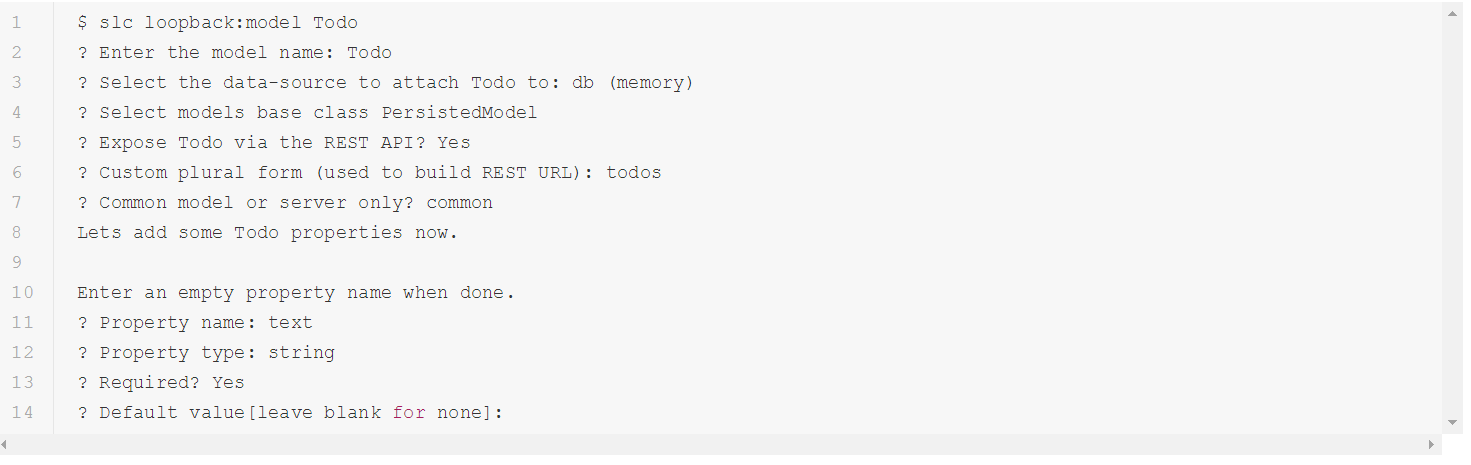 1 $ slc loopback:model Todo
2 ? Enter the model name: Todo
3 ? Select the data-source to attach Todo to: db (memory)
4 ? Select models base class PersistedModel
5 ? Expose Todo via the REST API? Yes
6 ? Custom plural form (used to build REST URL): todos
7 ? Common model or server only? common
8 Lets add some Todo properties now.
9
10 Enter an empty property name when done.
11 ? Property name: text
12 ? Property type: string
13 ? Required? Yes
14 ? Default value[leave blank for none]: